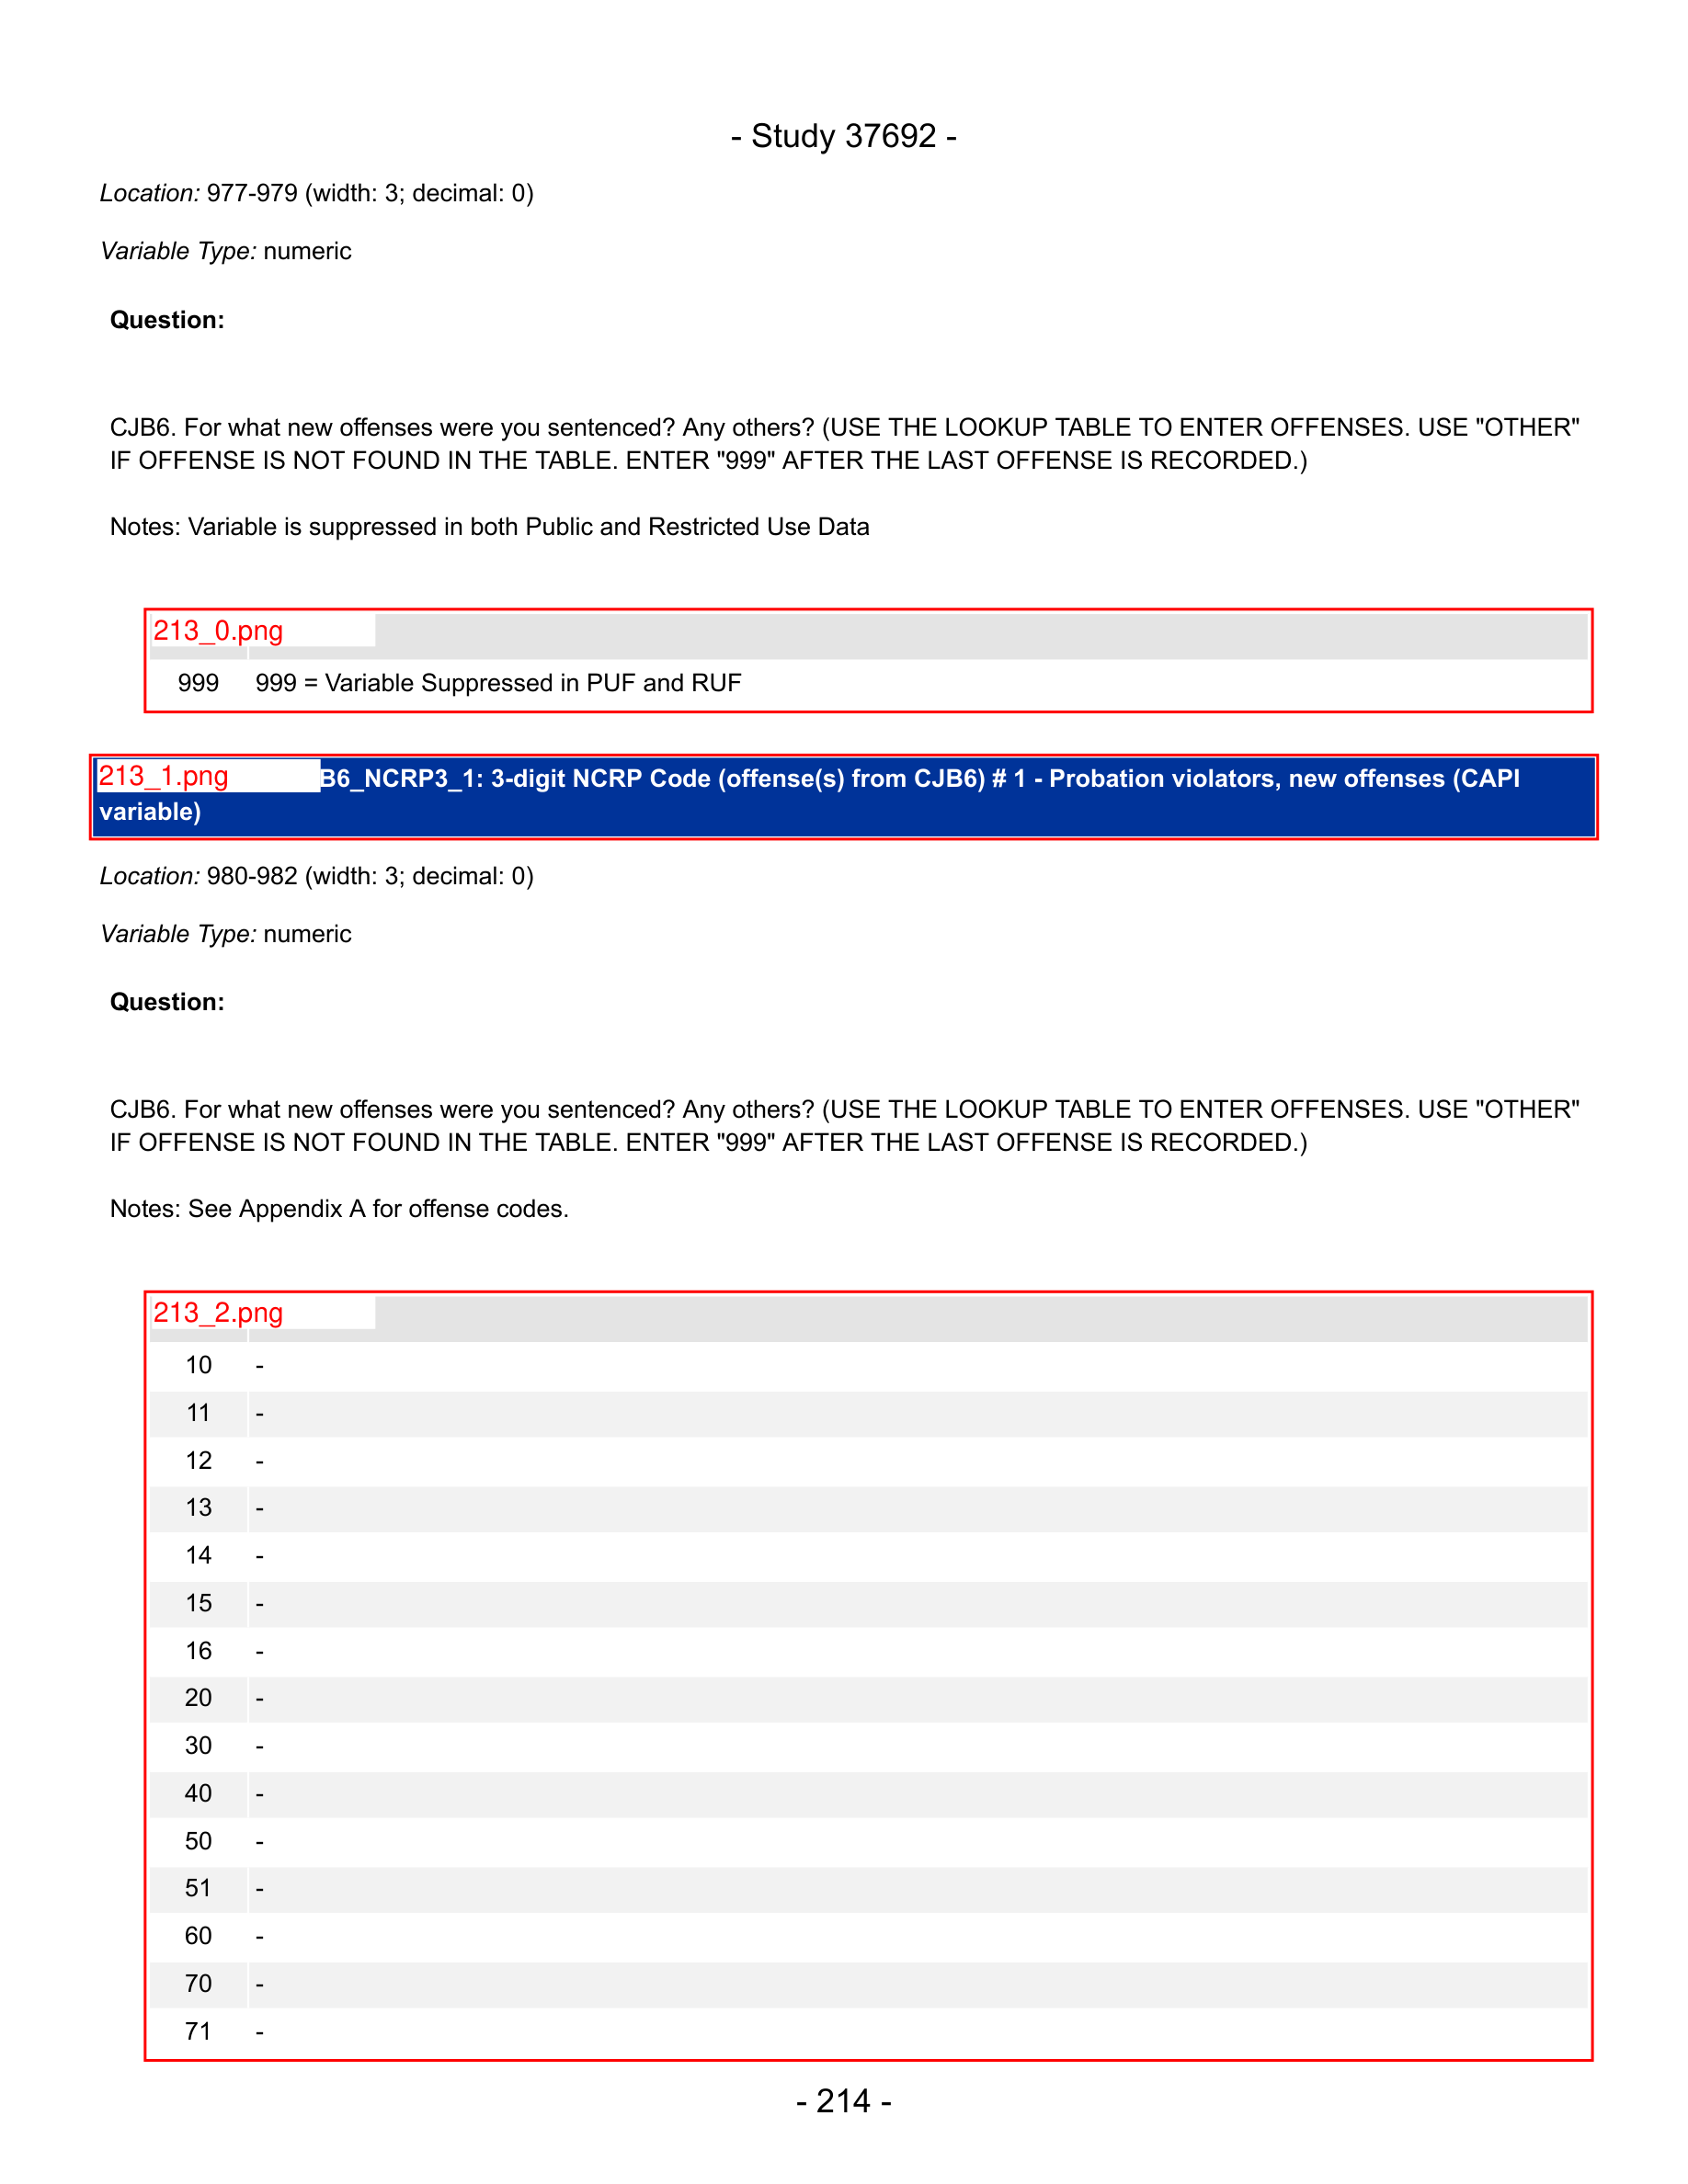 - Study 37692 -
Location: 977-979 (width: 3; decimal: 0)
Variable Type: numeric
Question:
CJB6. For what new offenses were you sentenced? Any others? (USE THE LOOKUP TABLE TO ENTER OFFENSES. USE "OTHER"
IF OFFENSE IS NOT FOUND IN THE TABLE. ENTER "999" AFTER THE LAST OFFENSE IS RECORDED.)
Notes: Variable is suppressed in both Public and Restricted Use Data
213_0.png
999 999 = Variable Suppressed in PUF and RUF
213_1.png B6_NCRP3_1: 3-digit NCRP Code (offense(s) from CJB6) # 1 - Probation violators, new offenses (CAPI
variable)
Location: 980-982 (width: 3; decimal: 0)
Variable Type: numeric
Question:
CJB6. For what new offenses were you sentenced? Any others? (USE THE LOOKUP TABLE TO ENTER OFFENSES. USE "OTHER"
IF OFFENSE IS NOT FOUND IN THE TABLE. ENTER "999" AFTER THE LAST OFFENSE IS RECORDED.)
Notes: See Appendix A for offense codes.
213_2.png
10 -
11 -
12 -
13 -
14 -
15 -
16 -
20 -
30 -
40 -
50 -
51 -
60 -
70 -
71 -
- 214 -